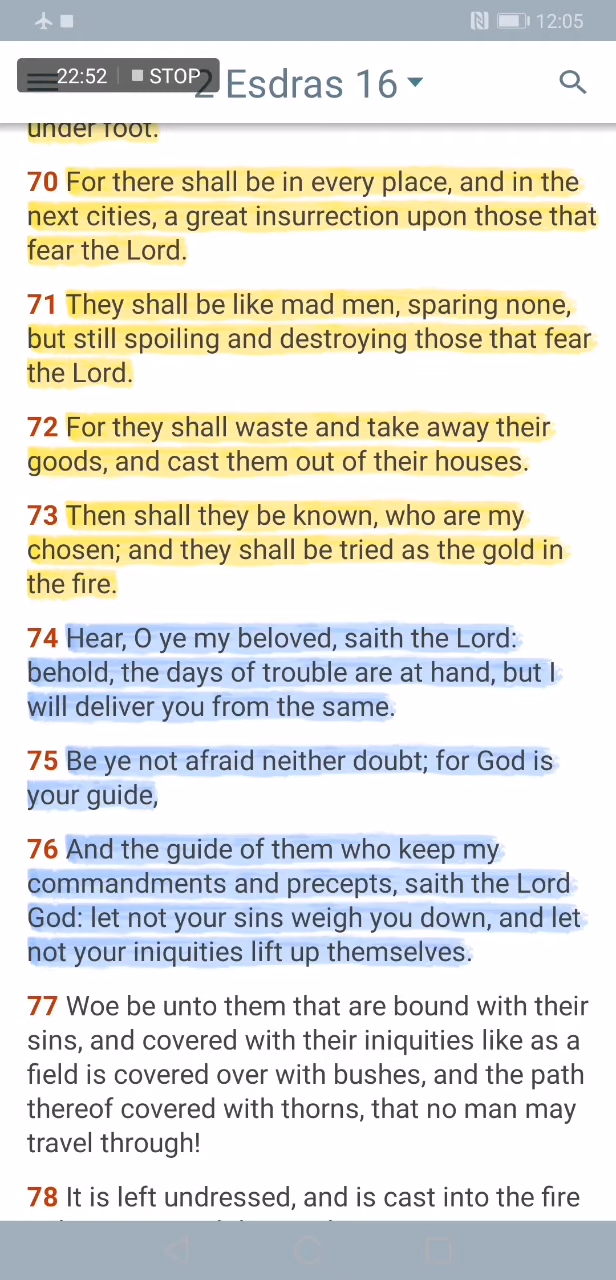 12:05
22:52 STOP
2 Esdras 16
under foot.
70 For there shall be in every place, and in the
next cities, a great insurrection upon those that
fear the Lord.
71 They shall be like mad men, sparing none,
but still spoiling and destroying those that fear
the Lord.
72 For they shall waste and take away their
goods, and cast them out of their houses.
73 Then shall they be known, who are my
chosen; and they shall be tried as the gold in
the fire.
74 Hear, O ye my beloved, saith the Lord:
behold, the days of trouble are at hand, but I
will deliver you from the same.
75 Be ye not afraid neither doubt; for God is
your guide,
76 And the guide of them who keep my
commandments and precepts, saith the Lord
God: let not your sins weigh you down, and let
not your iniquities lift up themselves.
77 Woe be unto them that are bound with their
sins, and covered with their iniquities like as a
field is covered over with bushes, and the path
thereof covered with thorns, that no man may
travel through!
78 It is left undressed, and is cast into the fire